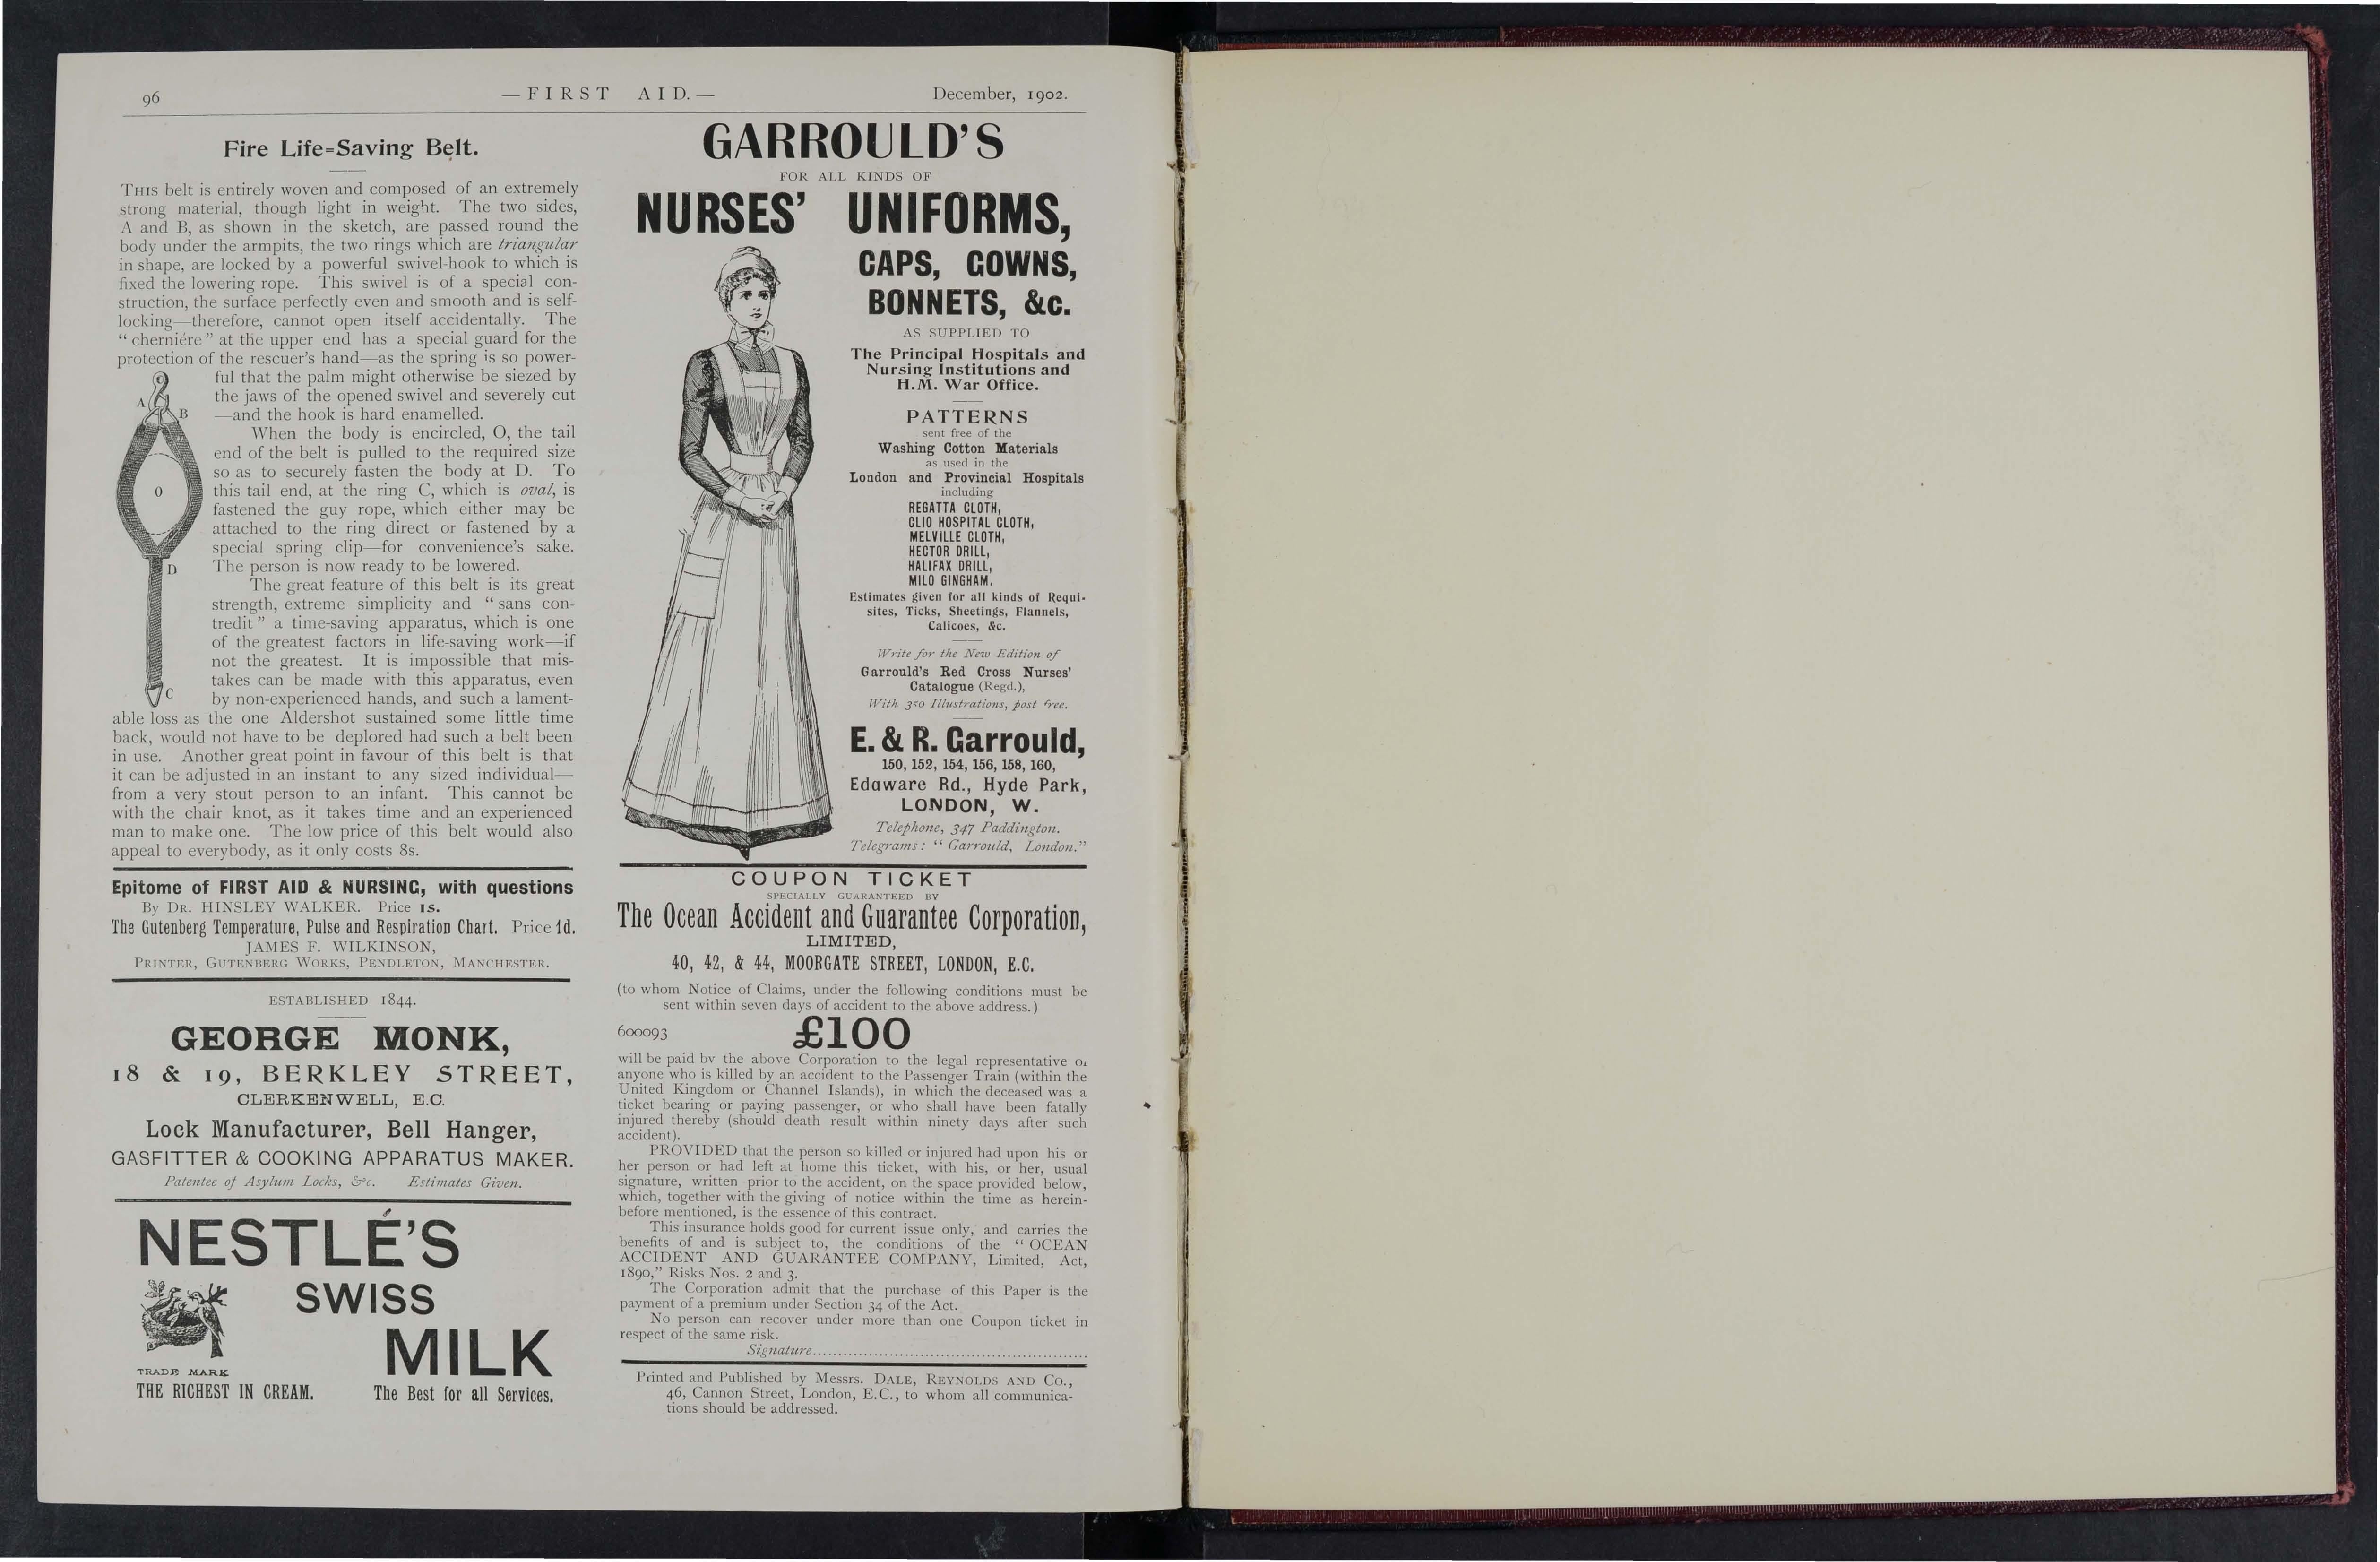 96
—FIRST AID.—
December, 1902.
Fire Life=Saving Belt.
THIS belt is entirely woven and composed of an extremely
strong material, though light in weight. The two sides,
A and B, as shown in the sketch, are passed round the
body under the armpits, the two rings which are triangular
in shape, are locked by a powerful swivel-hook to which is
fixed the lowering rope. This swivel is of a special con-
struction, the surface perfectly even and smooth and is self-
locking—therefore, cannot open itself accidentally. The
“cherniére” at the upper end has a special guard for the
protection of the rescuer's hand—as the spring is so power-
ful that the palm might otherwise be siezed by
the jaws of the opened swivel and severely cut
—and the hook is hard enamelled.
When the body is encircled, O, the tail
end of the belt is pulled to the required size
so as to securely fasten the body at D. To
this tail end, at the ring C, which is oval, is
fastened the guy rope, which either may be
attached to the ring direct or fastened by a
special spring clip—for convenience's sake.
The person is now ready to be lowered.
The great feature of this belt is its great
strength, extreme simplicity and “sans con-
tredit” a time-saving apparatus, which is one
of the greatest factors in life-saving work—if
not the greatest. It is impossible that mis-
takes can be made with this apparatus, even
by non-experienced hands, and such a lament-
able loss as the one Aldershot sustained some little time
back, would not have to be deplored had such a belt been
in use. Another great point in favour of this belt is that
it can be adjusted in an instant to any sized individual—
from a very stout person to an infant. This cannot be
with the chair knot, as it takes time and an experienced
man to make one. The low price of this belt would also
appeal to everybody, as it only costs 8s.
A
B
O
D
C
Epitome of FIRST AID & NURSING, with questions
By DR. HINSLEY WALKER. Price 1s.
The Gutenberg Temperature, Pulse and Respiration Chart. Price 1d.
JAMES F. WILKINSON,
PRINTER, GUTENBERG WORKS, PENDLETON, MANCHESTER.
ESTABLISHED 1844.
GEORGE MONK,
18 & 19, BERKLEY STREET,
CLERKENWELL, E.C.
Lock Manufacturer, Bell Hanger,
GASFITTER & COOKING APPARATUS MAKER.
Patentee of Asylum Locks, &c. Estimates Given.
NESTLÉ'S
SWISS
MILK
TRADE MARK
THE RICHEST IN CREAM. The Best for all Services.
GARROULD'S
FOR ALL KINDS OF
NURSES' UNIFORMS,
CAPS, GOWNS,
BONNETS, &c.
AS SUPPLIED TO
The Principal Hospitals and
Nursing Institutions and
H.M. War Office.
PATTERNS
sent free of the
Washing Cotton Materials
as used in the
London and Provincial Hospitals
including
REGATTA CLOTH,
CLIO HOSPITAL CLOTH,
MELVILLE CLOTH,
HECTOR DRILL,
HALIFAX DRILL,
MILO GINGHAM.
Estimates given for all kinds of Requi-
sites, Ticks, Sheetings, Flannels,
Calicoes, &c.
Write for the New Edition of
Garrould's Red Cross Nurses'
Catalogue (Regd.),
With 300 Illustrations, post free.
E. & R. Garrould,
150, 152, 154, 156, 158, 160,
Edgware Rd., Hyde Park,
LONDON, W.
Telephone, 347 Paddington.
Telegrams: “Garrould, London.”
COUPON TICKET
SPECIALLY GUARANTEED BY
The Ocean Accident and Guarantee Corporation,
LIMITED,
40, 42, & 44, MOORGATE STREET, LONDON, E.C.
(to whom Notice of Claims, under the following conditions must be
sent within seven days of accident to the above address.)
600093 £100
will be paid by the above Corporation to the legal representative of
anyone who is killed by an accident to the Passenger Train (within the
United Kingdom or Channel Islands), in which the deceased was a
ticket bearing or paying passenger, or who shall have been fatally
injured thereby (should death result within ninety days after such
accident).
PROVIDED that the person so killed or injured had upon his or
her person or had left at home this ticket, with his, or her, usual
signature, written prior to the accident, on the space provided below,
which, together with the giving of notice within the time as herein-
before mentioned, is the essence of this contract.
This insurance holds good for current issue only, and carries the
benefits of and is subject to, the conditions of the “OCEAN
ACCIDENT AND GUARANTEE COMPANY, Limited, Act,
1890,” Risks Nos. 2 and 3.
The Corporation admit that the purchase of this Paper is the
payment of a premium under Section 34 of the Act.
No person can recover under more than one Coupon ticket in
respect of the same risk.
Signature......................................................
Printed and Published by Messrs. DALE, REYNOLDS AND CO.,
46, Cannon Street, London, E.C., to whom all communica-
tions should be addressed.